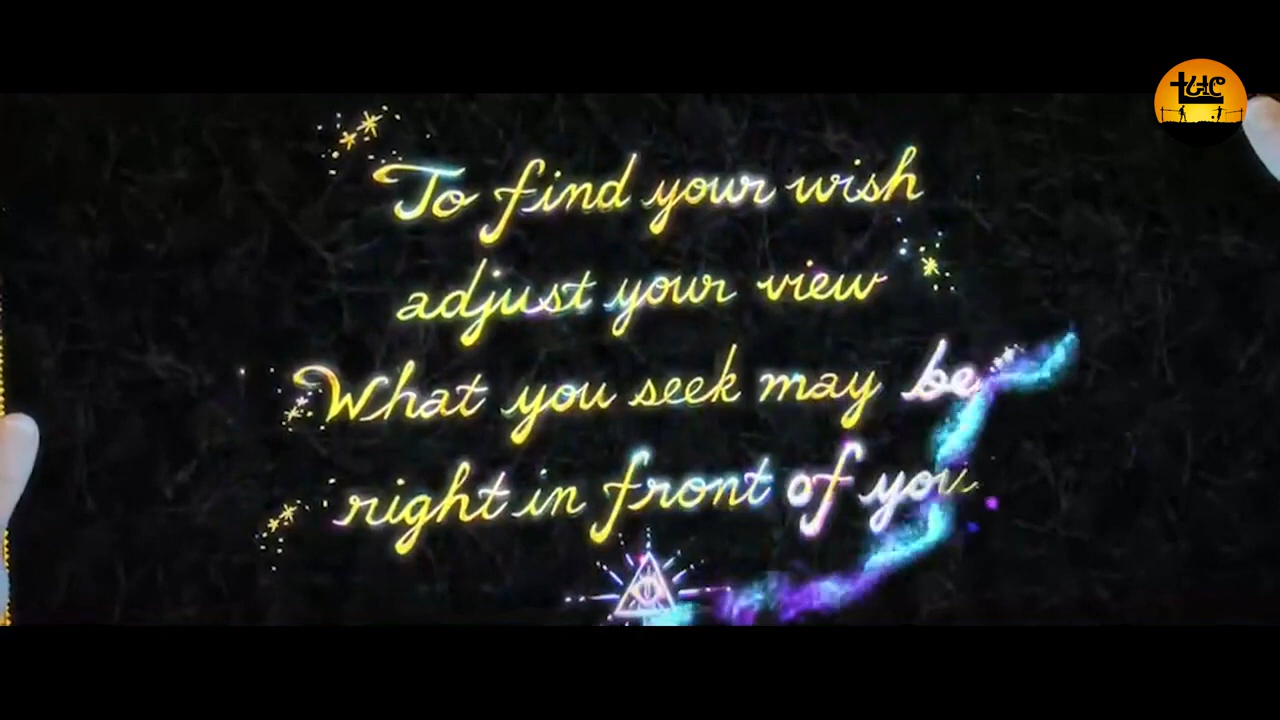 To find your wish
adjust your view
What you seek may be
right in front of you